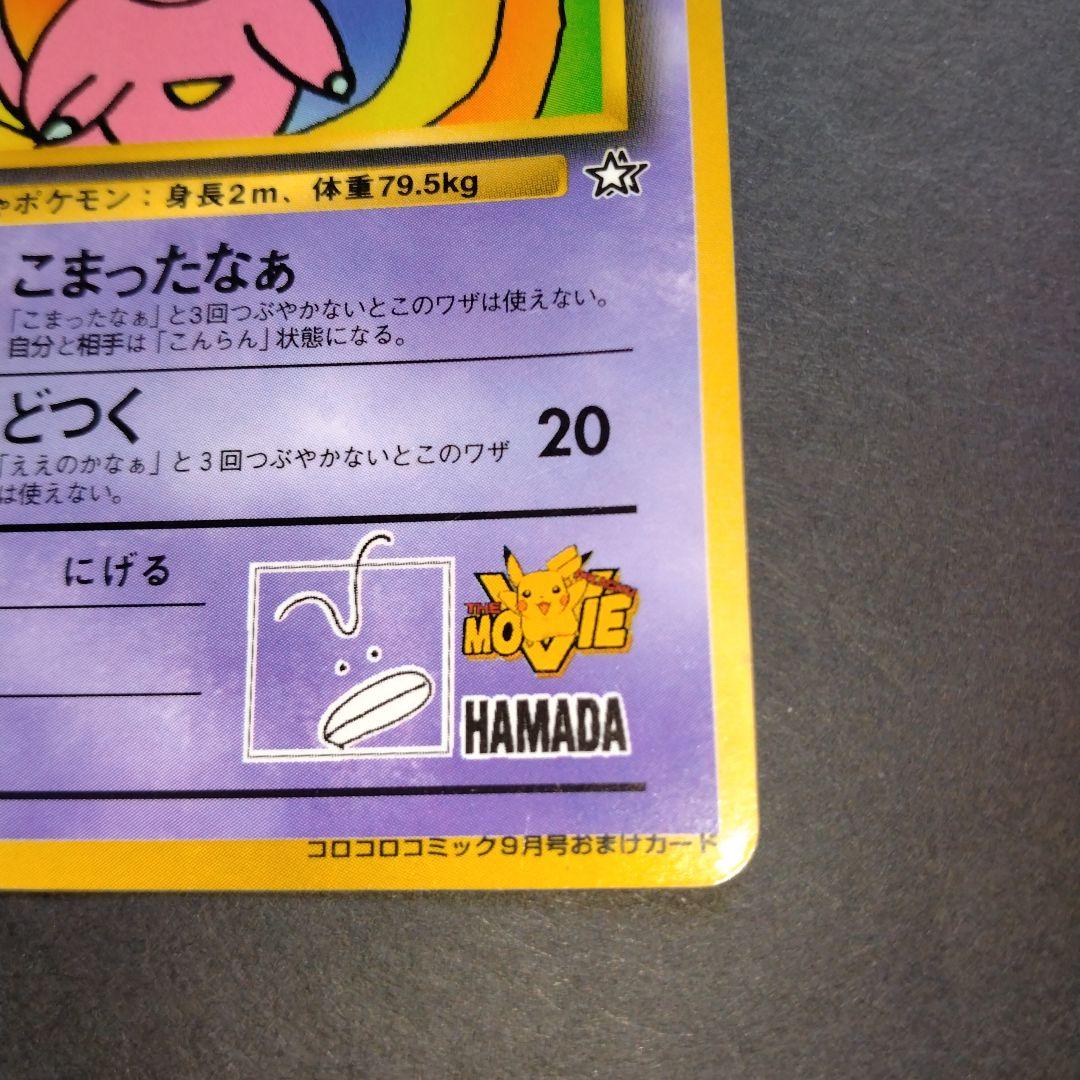 ポケモン：身長2m、体重79.5kg
こまったなぁ
「こまったなぁ」と3回つぶやかないとこのワザは使えない。
自分と相手は「こんらん」状態になる。
どつく 20
「ええのかなぁ」と3回つぶやかないとこのワザ
は使えない。
にげる
THE
MOVIE
HAMADA
コロコロコミック9月号おまけカード